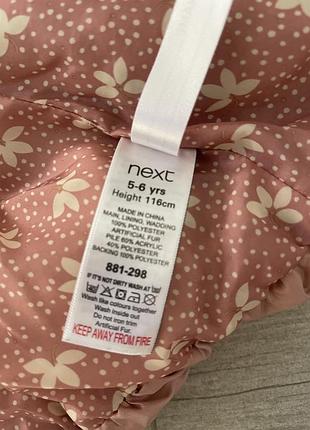 next
5-6 yrs
Height 116cm
MADE IN CHINA
MAIN, LINING, WADDING
100% POLYESTER
ARTIFICIAL FUR
PILE 60% ACRYLIC
40% POLYESTER
BACKING 100% POLYESTER
881-298
IF IT'S NOT DIRTY WASH AT
Wash like colours together
Wash Inside out
Do not iron trim
Artificial Fur.
KEEP AWAY FROM FIRE